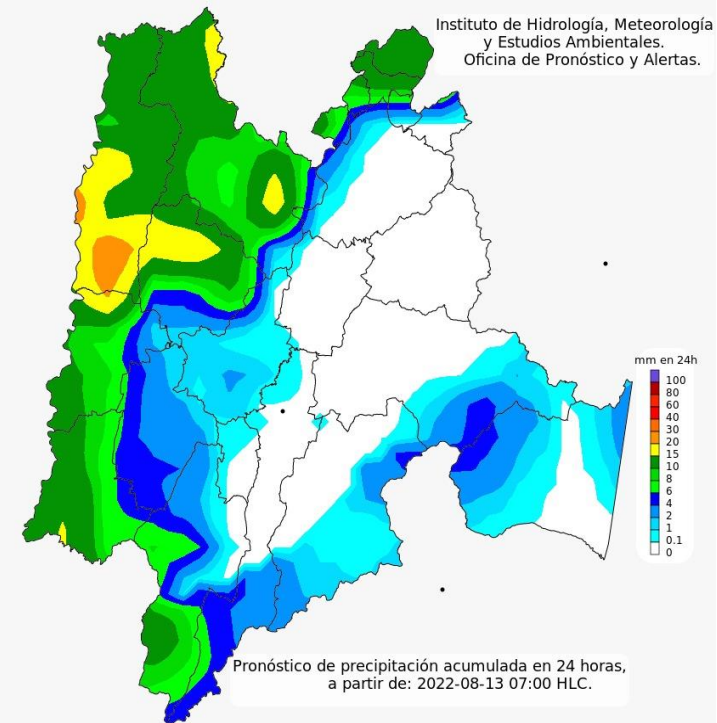 Instituto de Hidrología, Meteorología
y Estudios Ambientales.
Oficina de Pronóstico y Alertas.
mm en 24h
100
80
60
40
30
20
15
10
8
6
4
2
1
0.1
0
Pronóstico de precipitación acumulada en 24 horas,
a partir de: 2022-08-13 07:00 HLC.